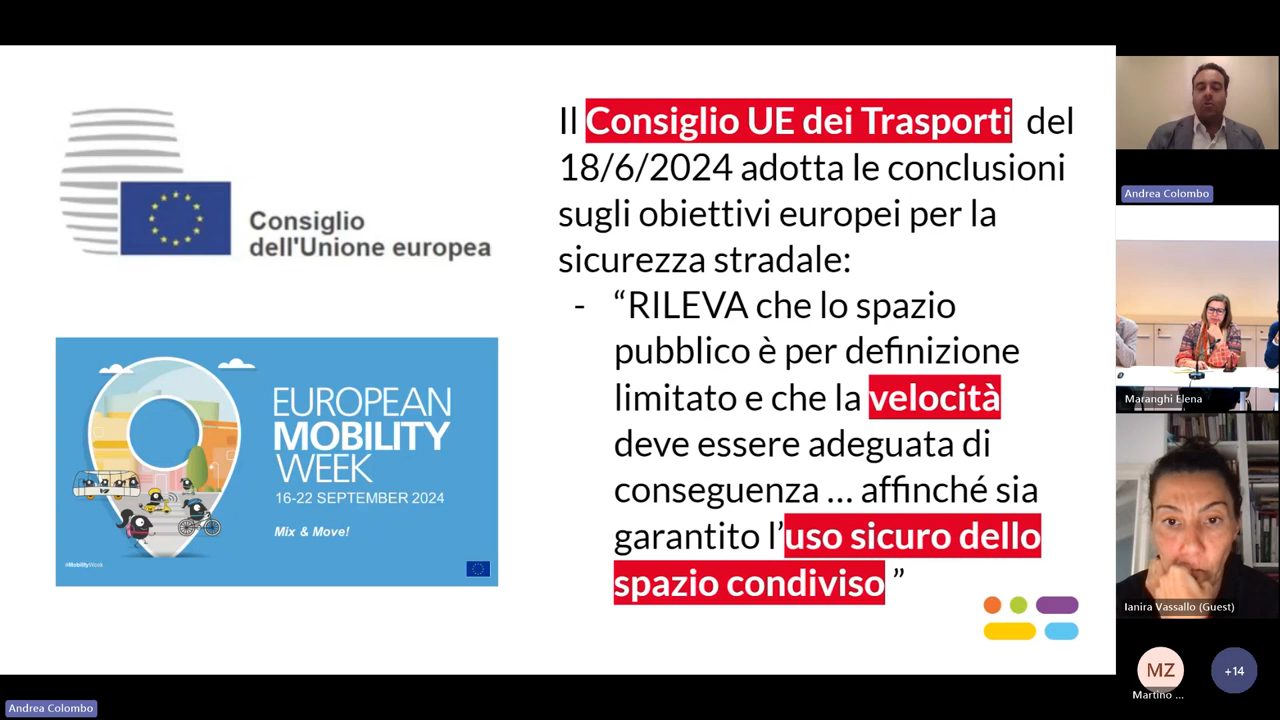 Consiglio
dell'Unione europea
EUROPEAN
MOBILITY
WEEK
16-22 SEPTEMBER 2024
Mix & Move!
#MobilityWeek
Il Consiglio UE dei Trasporti del
18/6/2024 adotta le conclusioni
sugli obiettivi europei per la
sicurezza stradale:
- “RILEVA che lo spazio
pubblico è per definizione
limitato e che la velocità
deve essere adeguata di
conseguenza ... affinché sia
garantito l’uso sicuro dello
spazio condiviso ”
Andrea Colombo
Maranghi Elena
Ianira Vassallo (Guest)
MZ
Martino ...
+14
Andrea Colombo